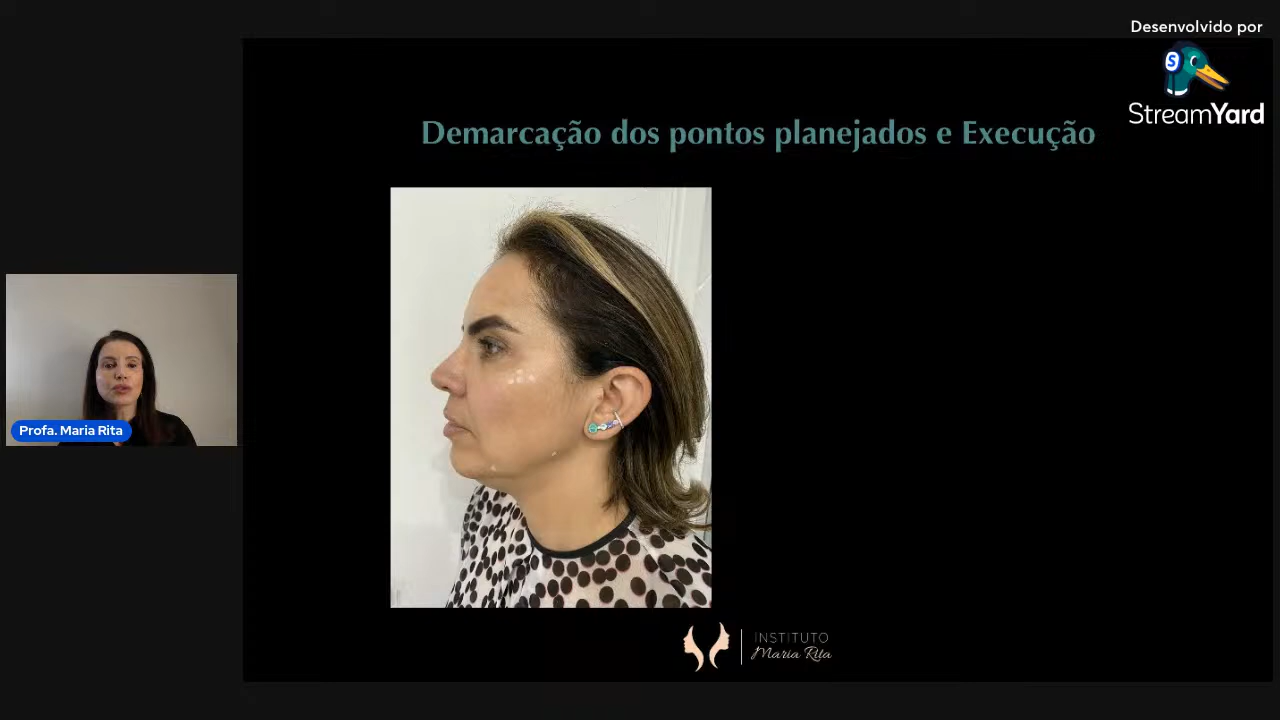 Desenvolvido por
StreamYard
Demarcação dos pontos planejados e Execução
Profa. Maria Rita
INSTITUTO
Maria Rita